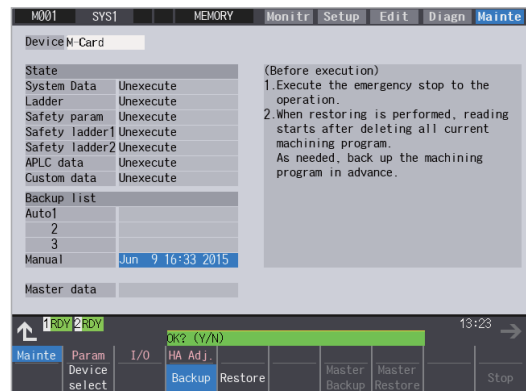 M001 SYS1 MEMORY Monitr Setup Edit Diagn Mainte
Device M-Card
State
System Data Unexecute
Ladder Unexecute
Safety param Unexecute
Safety ladder1 Unexecute
Safety ladder2 Unexecute
APLC data Unexecute
Custom data Unexecute
Backup list
Auto1
2
3
Manual Jun 9 16:33 2015
Master data
(Before execution)
1.Execute the emergency stop to the
operation.
2.When restoring is performed, reading
starts after deleting all current
machining program.
As needed, back up the machining
program in advance.
1 RDY 2 RDY 13:23
OK? (Y/N)
Mainte Param I/O HA Adj.
Device select Backup Restore Master Backup Master Restore Stop